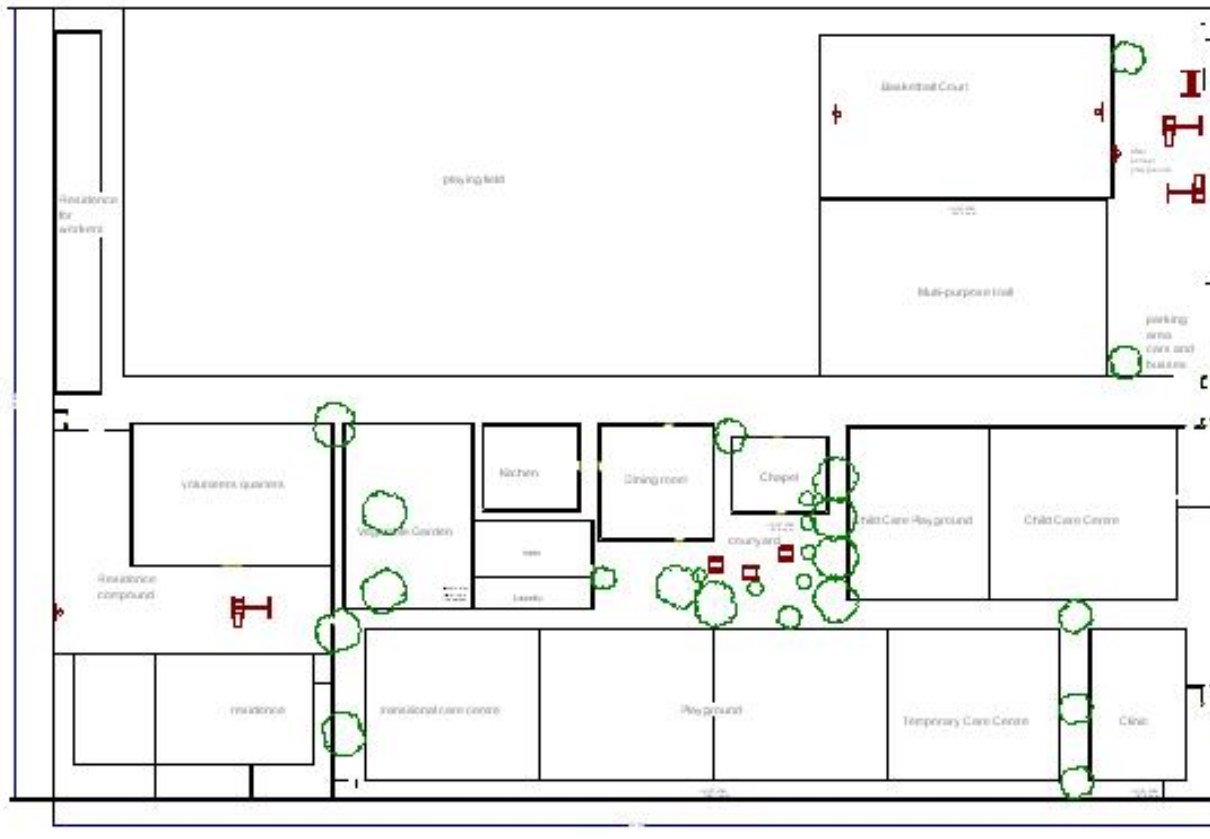 Basketball Court
playing field
Residence
for
workers
Multi-purpose Hall
parking
area
cars and
busses
volunteers quarters
Kitchen
Dining room
Chapel
Vegetable Garden
Child Care Playground
Child Care Centre
courtyard
Residence
compound
Laundry
residence
transitional care centre
Playground
Temporary Care Centre
Clinic